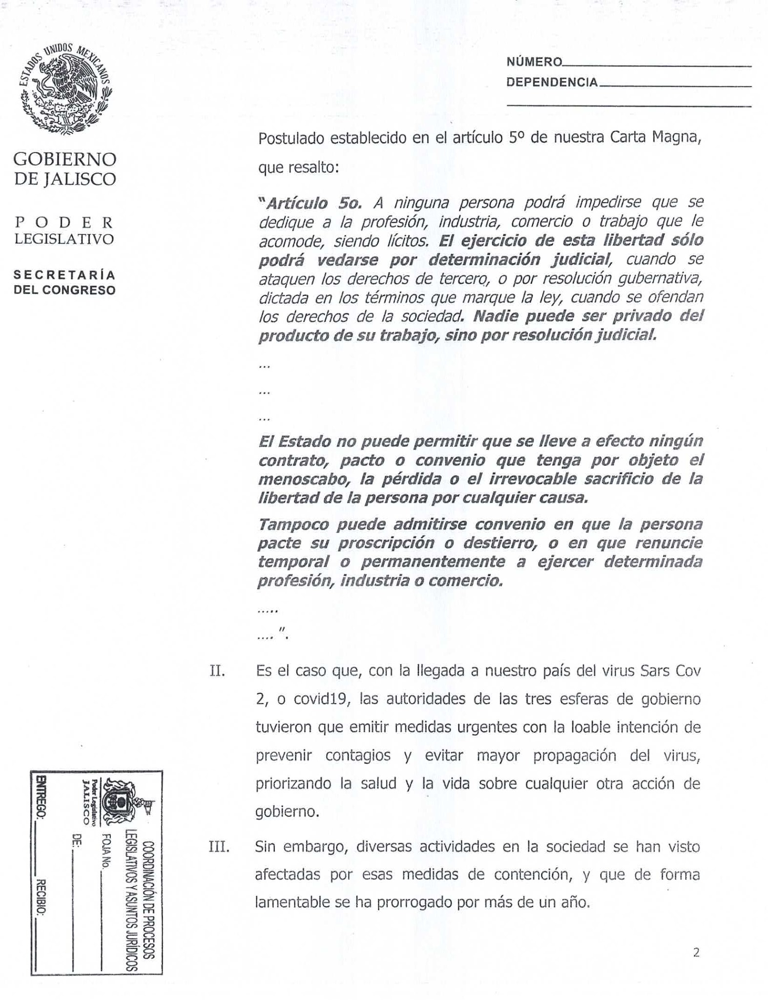 ESTADOS UNIDOS MEXICANOS
GOBIERNO
DE JALISCO
PODER
LEGISLATIVO
SECRETARÍA
DEL CONGRESO
NÚMERO
DEPENDENCIA
Postulado establecido en el artículo 5º de nuestra Carta Magna,
que resalto:
"Artículo 5o. A ninguna persona podrá impedirse que se
dedique a la profesión, industria, comercio o trabajo que le
acomode, siendo lícitos. El ejercicio de esta libertad sólo
podrá vedarse por determinación judicial, cuando se
ataquen los derechos de tercero, o por resolución gubernativa,
dictada en los términos que marque la ley, cuando se ofendan
los derechos de la sociedad. Nadie puede ser privado del
producto de su trabajo, sino por resolución judicial.
...
...
...
El Estado no puede permitir que se lleve a efecto ningún
contrato, pacto o convenio que tenga por objeto el
menoscabo, la pérdida o el irrevocable sacrificio de la
libertad de la persona por cualquier causa.
Tampoco puede admitirse convenio en que la persona
pacte su proscripción o destierro, o en que renuncie
temporal o permanentemente a ejercer determinada
profesión, industria o comercio.
.....
.... ".
II. Es el caso que, con la llegada a nuestro país del virus Sars Cov
2, o covid19, las autoridades de las tres esferas de gobierno
tuvieron que emitir medidas urgentes con la loable intención de
prevenir contagios y evitar mayor propagación del virus,
priorizando la salud y la vida sobre cualquier otra acción de
gobierno.
III. Sin embargo, diversas actividades en la sociedad se han visto
afectadas por esas medidas de contención, y que de forma
lamentable se ha prorrogado por más de un año.
COORDINACIÓN DE PROCESOS
LEGISLATIVOS Y ASUNTOS JURÍDICOS
Poder Legislativo
JALISCO
FOJA No.
DE:
ENTREGO: RECIBIO:
2